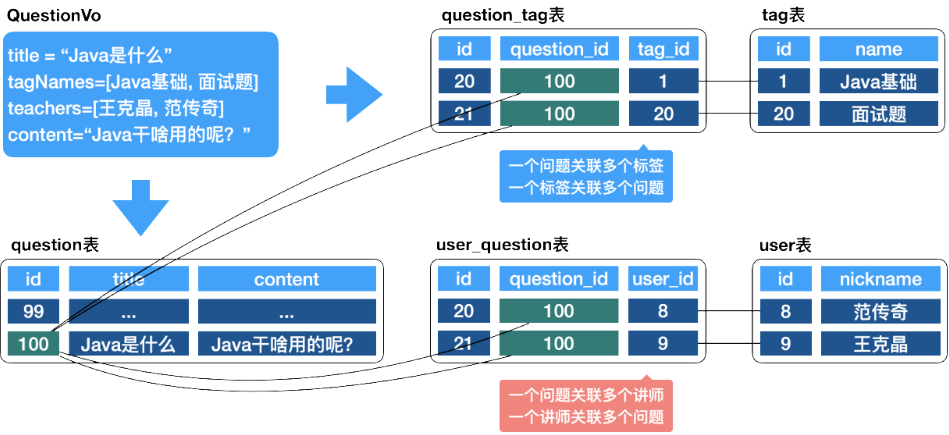 QuestionVo
title = “Java是什么”
tagNames=[Java基础, 面试题]
teachers=[王克晶, 范传奇]
content=“Java干啥用的呢？”
question_tag表
id question_id tag_id
20 100 1
21 100 20
一个问题关联多个标签
一个标签关联多个问题
tag表
id name
1 Java基础
20 面试题
question表
id title content
99 ... ...
100 Java是什么 Java干啥用的呢?
user_question表
id question_id user_id
20 100 8
21 100 9
一个问题关联多个讲师
一个讲师关联多个问题
user表
id nickname
8 范传奇
9 王克晶